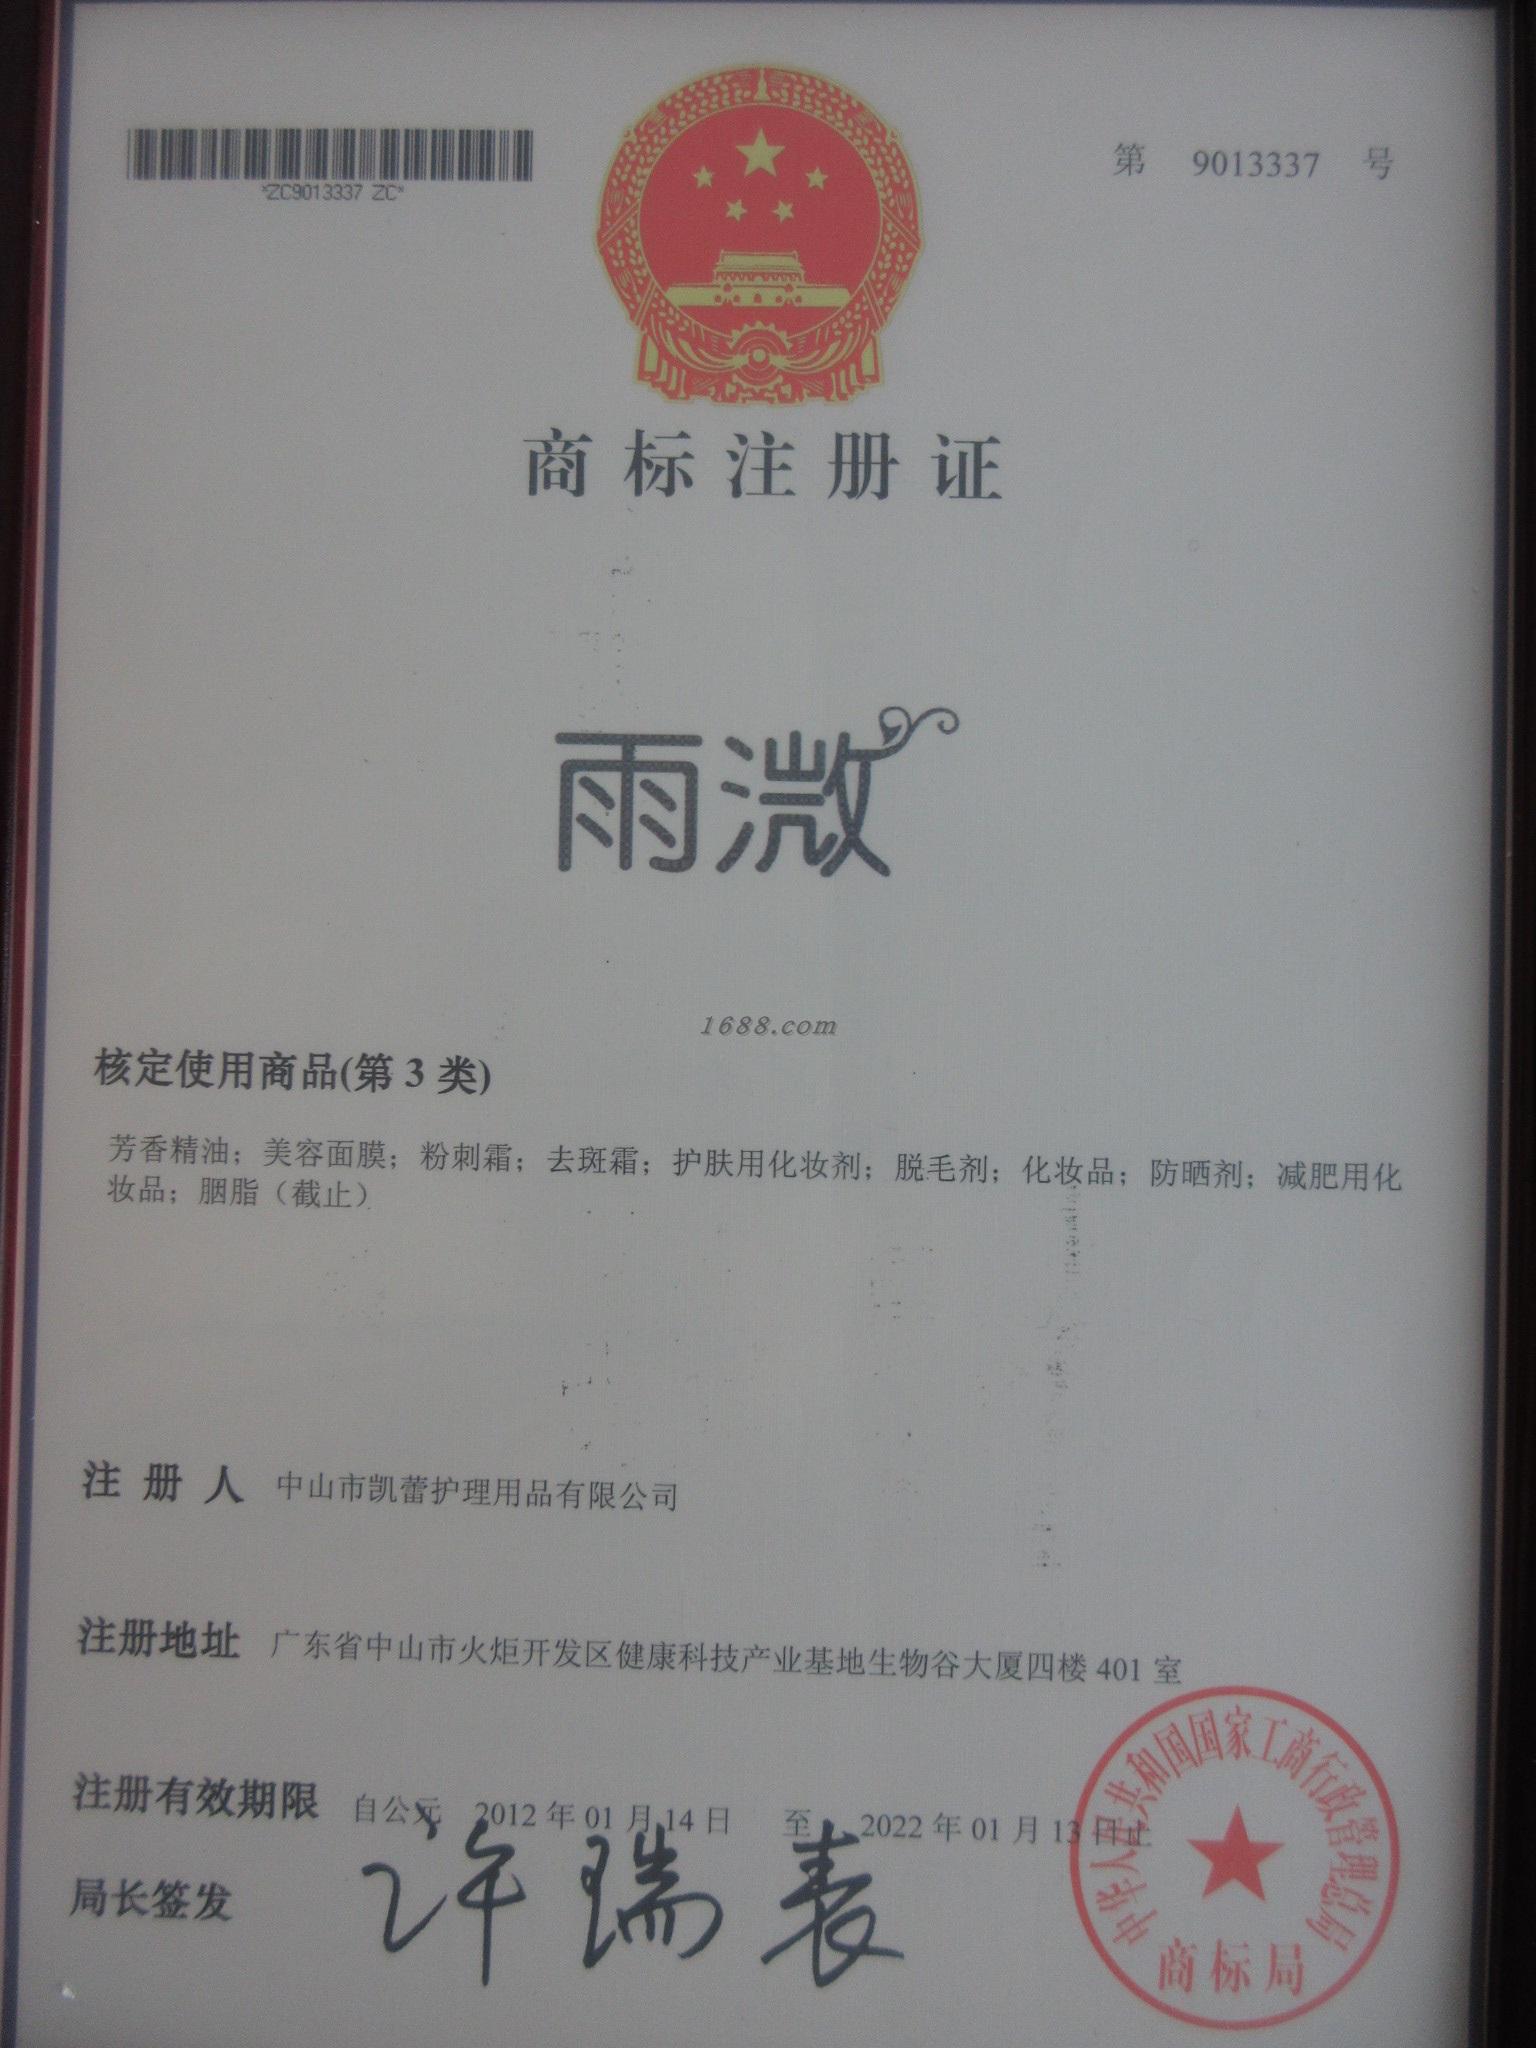 *ZC9013337 ZC*
第 9013337 号
商标注册证
雨溦
1688.com
核定使用商品(第 3 类)
芳香精油；美容面膜；粉刺霜；去斑霜；护肤用化妆剂；脱毛剂；化妆品；防晒剂；减肥用化
妆品；胭脂（截止）
注 册 人 中山市凯蕾护理用品有限公司
注册地址 广东省中山市火炬开发区健康科技产业基地生物谷大厦四楼 401 室
注册有效期限 自公元 2012 年 01 月 14 日 至 2022 年 01 月 13 日止
局长签发 许瑞表
中华人民共和国国家工商行政管理总局
商标局